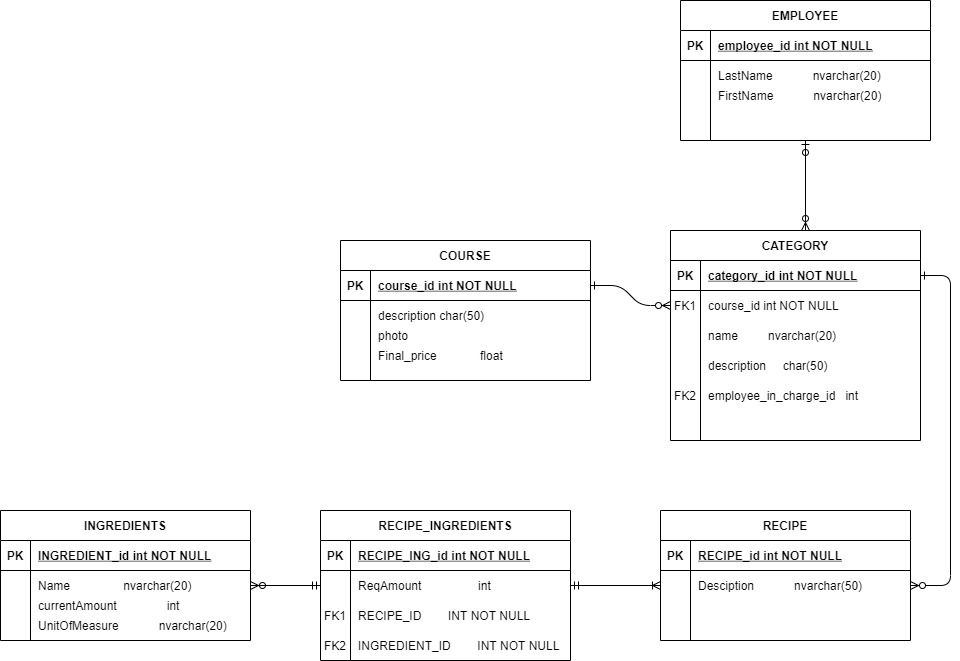 EMPLOYEE
PK employee_id int NOT NULL
LastName nvarchar(20)
FirstName nvarchar(20)
COURSE
PK course_id int NOT NULL
description char(50)
photo
Final_price float
CATEGORY
PK category_id int NOT NULL
FK1 course_id int NOT NULL
name nvarchar(20)
description char(50)
FK2 employee_in_charge_id int
INGREDIENTS
PK INGREDIENT_id int NOT NULL
Name nvarchar(20)
currentAmount int
UnitOfMeasure nvarchar(20)
RECIPE_INGREDIENTS
PK RECIPE_ING_id int NOT NULL
ReqAmount int
FK1 RECIPE_ID INT NOT NULL
FK2 INGREDIENT_ID INT NOT NULL
RECIPE
PK RECIPE_id int NOT NULL
Desciption nvarchar(50)